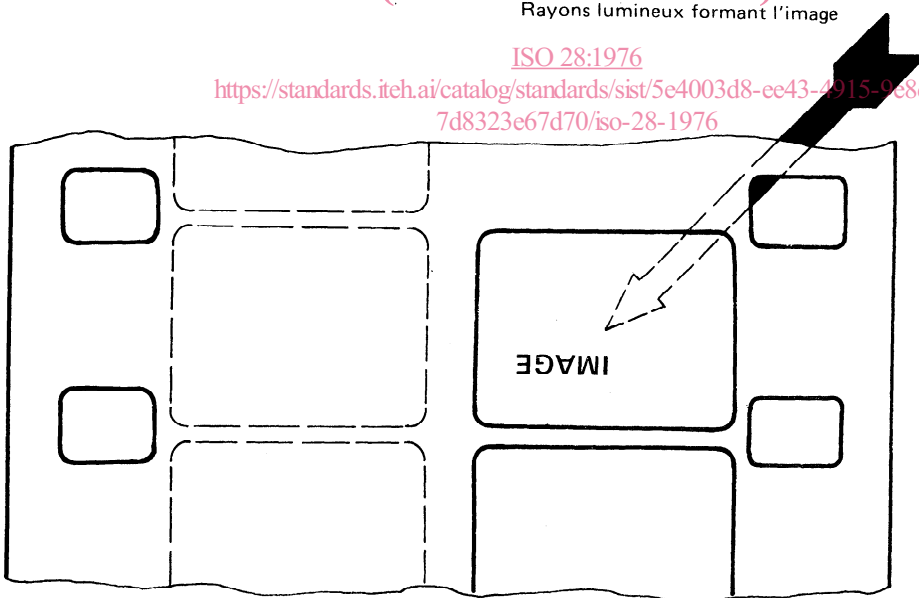 Rayons lumineux formant l'image
ISO 28:1976
https://standards.iteh.ai/catalog/standards/sist/5e4003d8-ee43-4915-9e8
7d8323e67d70/iso-28-1976
IMAGE